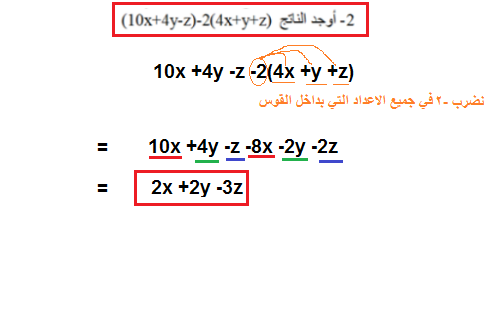 2- أوجد الناتج (10x+4y-z)-2(4x+y+z)
10x +4y -z -2(4x +y +z)
نضرب -٢ في جميع الاعداد التي بداخل القوس
= 10x +4y -z -8x -2y -2z
= 2x +2y -3z